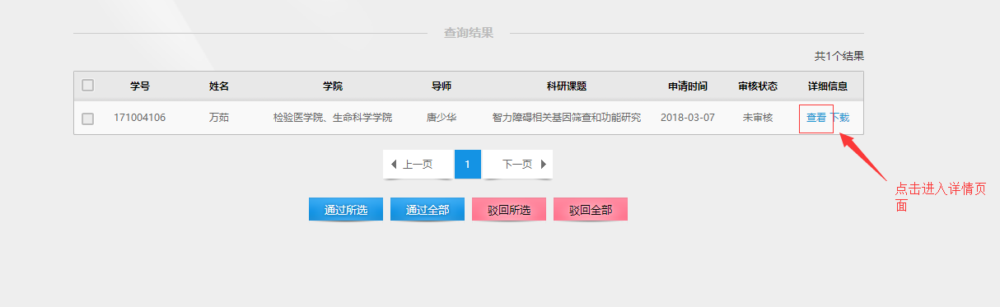 查询结果
共1个结果
学号 姓名 学院 导师 科研课题 申请时间 审核状态 详细信息
171004106 万茹 检验医学院、生命科学学院 唐少华 智力障碍相关基因筛查和功能研究 2018-03-07 未审核 查看 下载
上一页 1 下一页
点击进入详情页
面
通过所选 通过全部 驳回所选 驳回全部